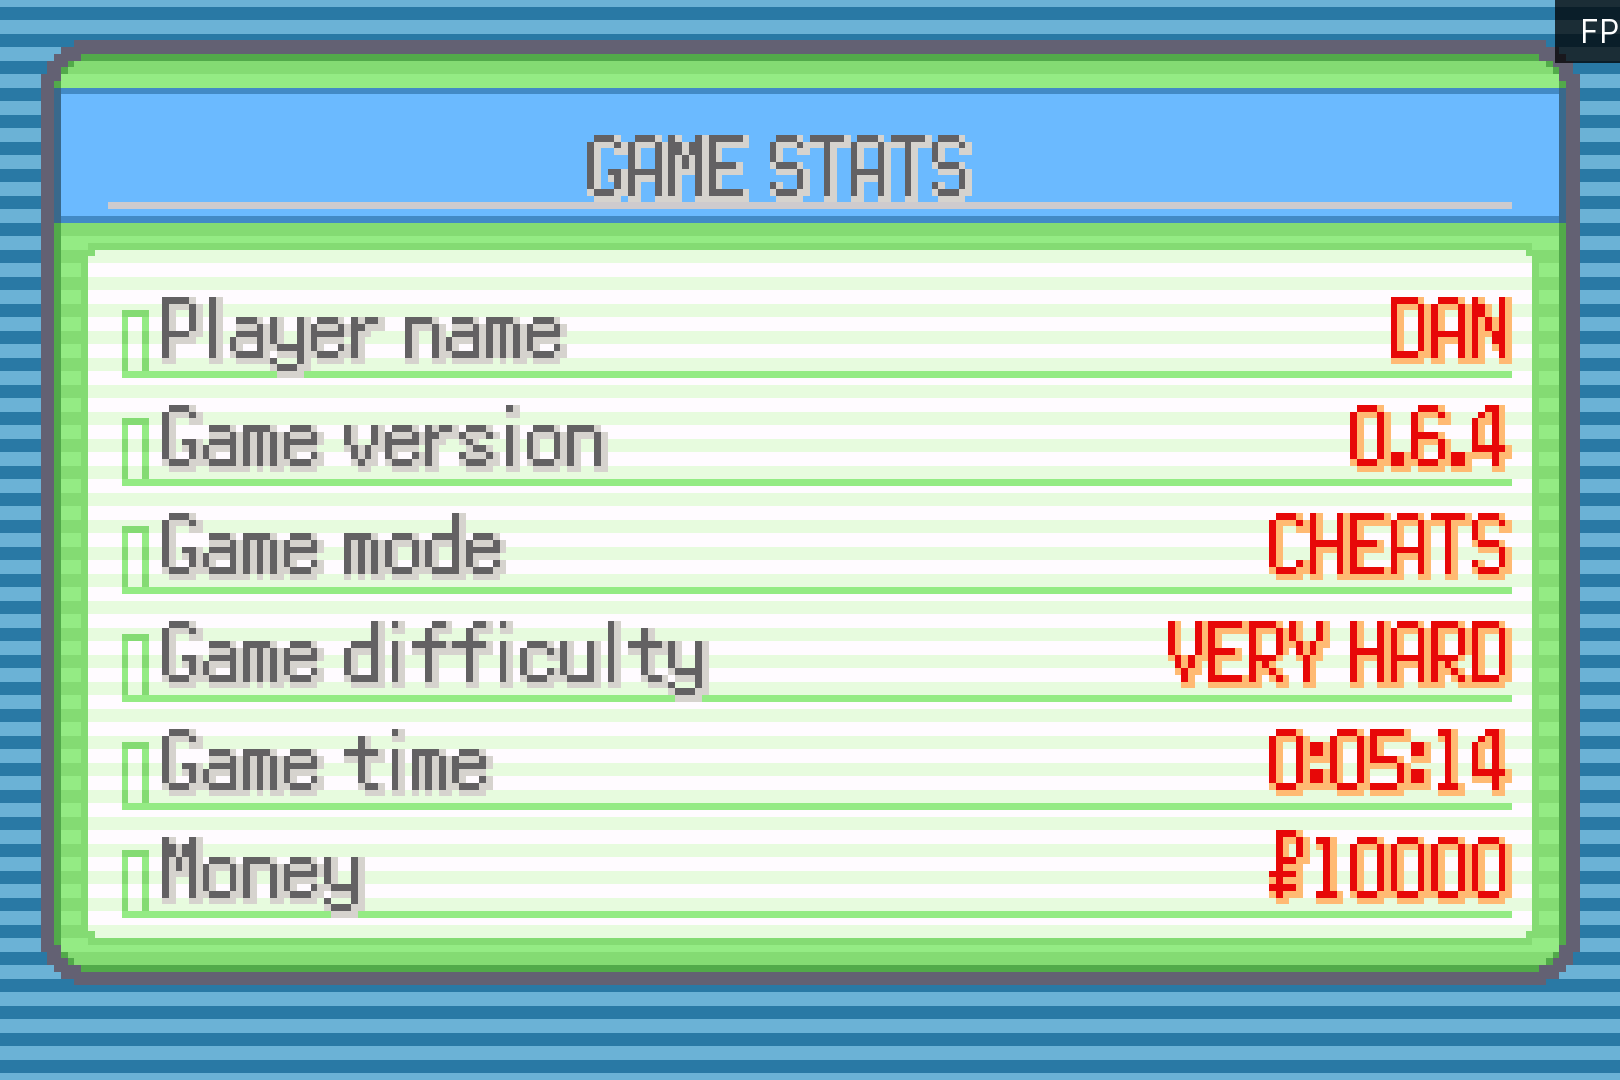 FP
GAME STATS
Player name DAN
Game version 0.6.4
Game mode CHEATS
Game difficulty VERY HARD
Game time 0:05:14
Money ₽10000